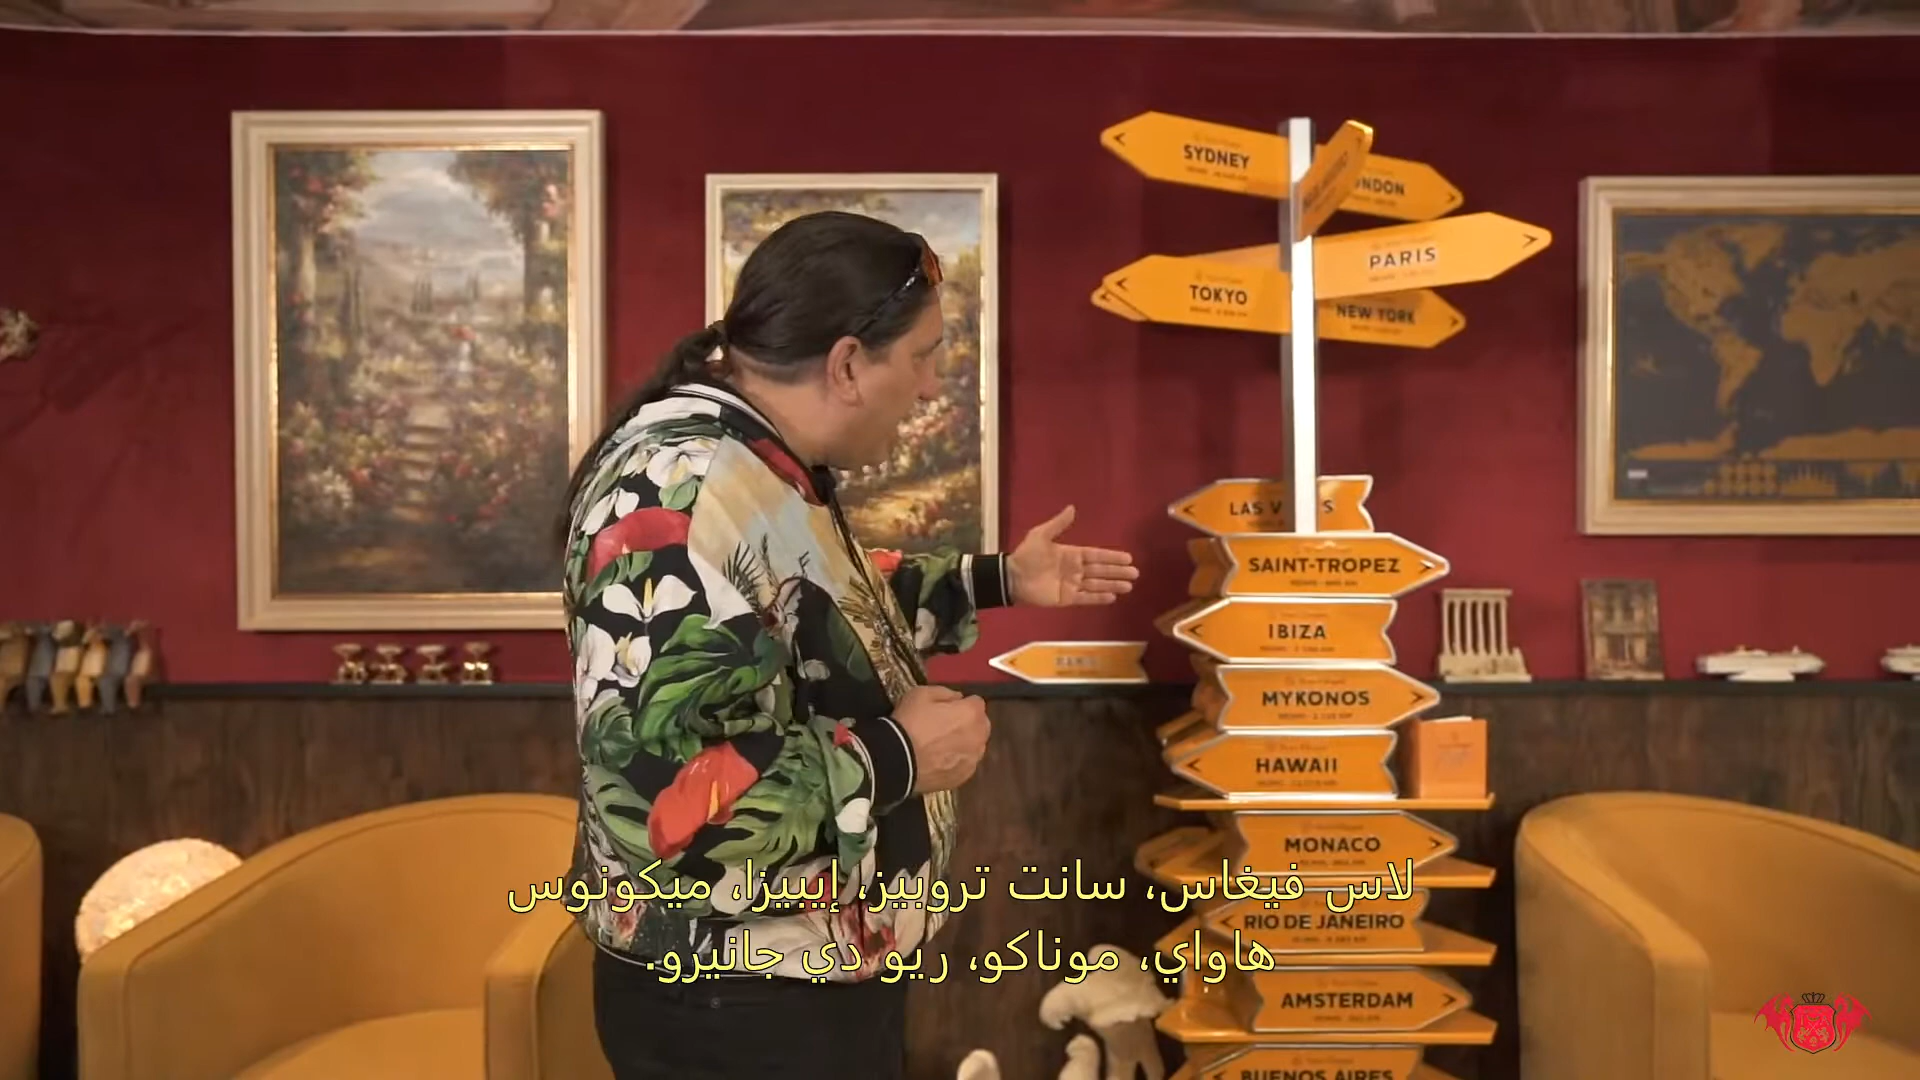 SYDNEY
PARIS
TOKYO
NEW YORK
SAINT-TROPEZ
IBIZA
MYKONOS
HAWAII
MONACO
RIO DE JANEIRO
AMSTERDAM
BUENOS AIRES
لاس فيغاس، سانت تروبيز، إيبيزا، ميكونوس
هاواي، موناكو، ريو دي جانيرو.